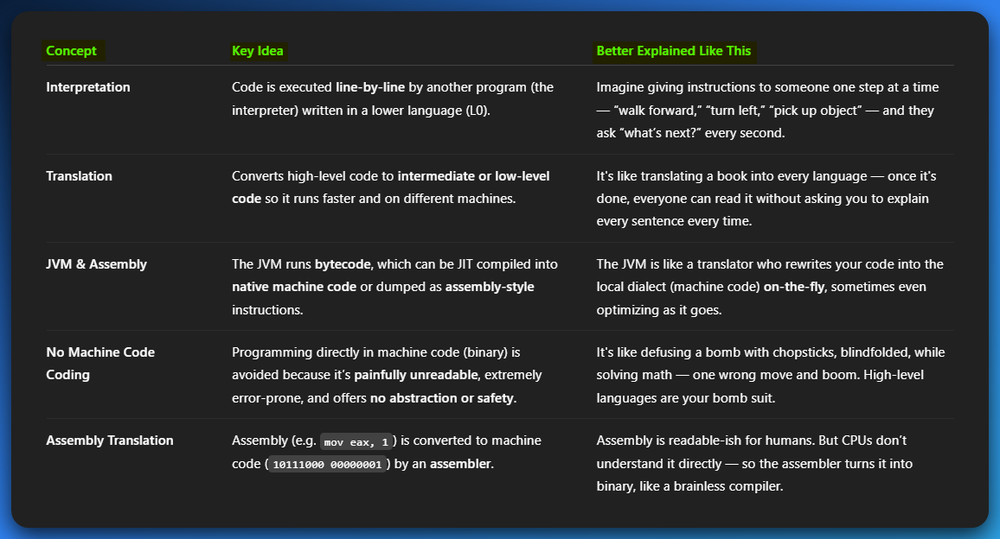 Concept Key Idea Better Explained Like This
Interpretation
Code is executed line-by-line by another program (the
interpreter) written in a lower language (L0).
Imagine giving instructions to someone one step at a time
— “walk forward,” “turn left,” “pick up object” — and they
ask “what’s next?” every second.
Translation
Converts high-level code to intermediate or low-level
code so it runs faster and on different machines.
It's like translating a book into every language — once it's
done, everyone can read it without asking you to explain
every sentence every time.
JVM & Assembly
The JVM runs bytecode, which can be JIT compiled into
native machine code or dumped as assembly-style
instructions.
The JVM is like a translator who rewrites your code into the
local dialect (machine code) on-the-fly, sometimes even
optimizing as it goes.
No Machine Code
Coding
Programming directly in machine code (binary) is
avoided because it’s painfully unreadable, extremely
error-prone, and offers no abstraction or safety.
It's like defusing a bomb with chopsticks, blindfolded, while
solving math — one wrong move and boom. High-level
languages are your bomb suit.
Assembly Translation
Assembly (e.g. mov eax, 1) is converted to machine
code (10111000 00000001) by an assembler.
Assembly is readable-ish for humans. But CPUs don’t
understand it directly — so the assembler turns it into
binary, like a brainless compiler.